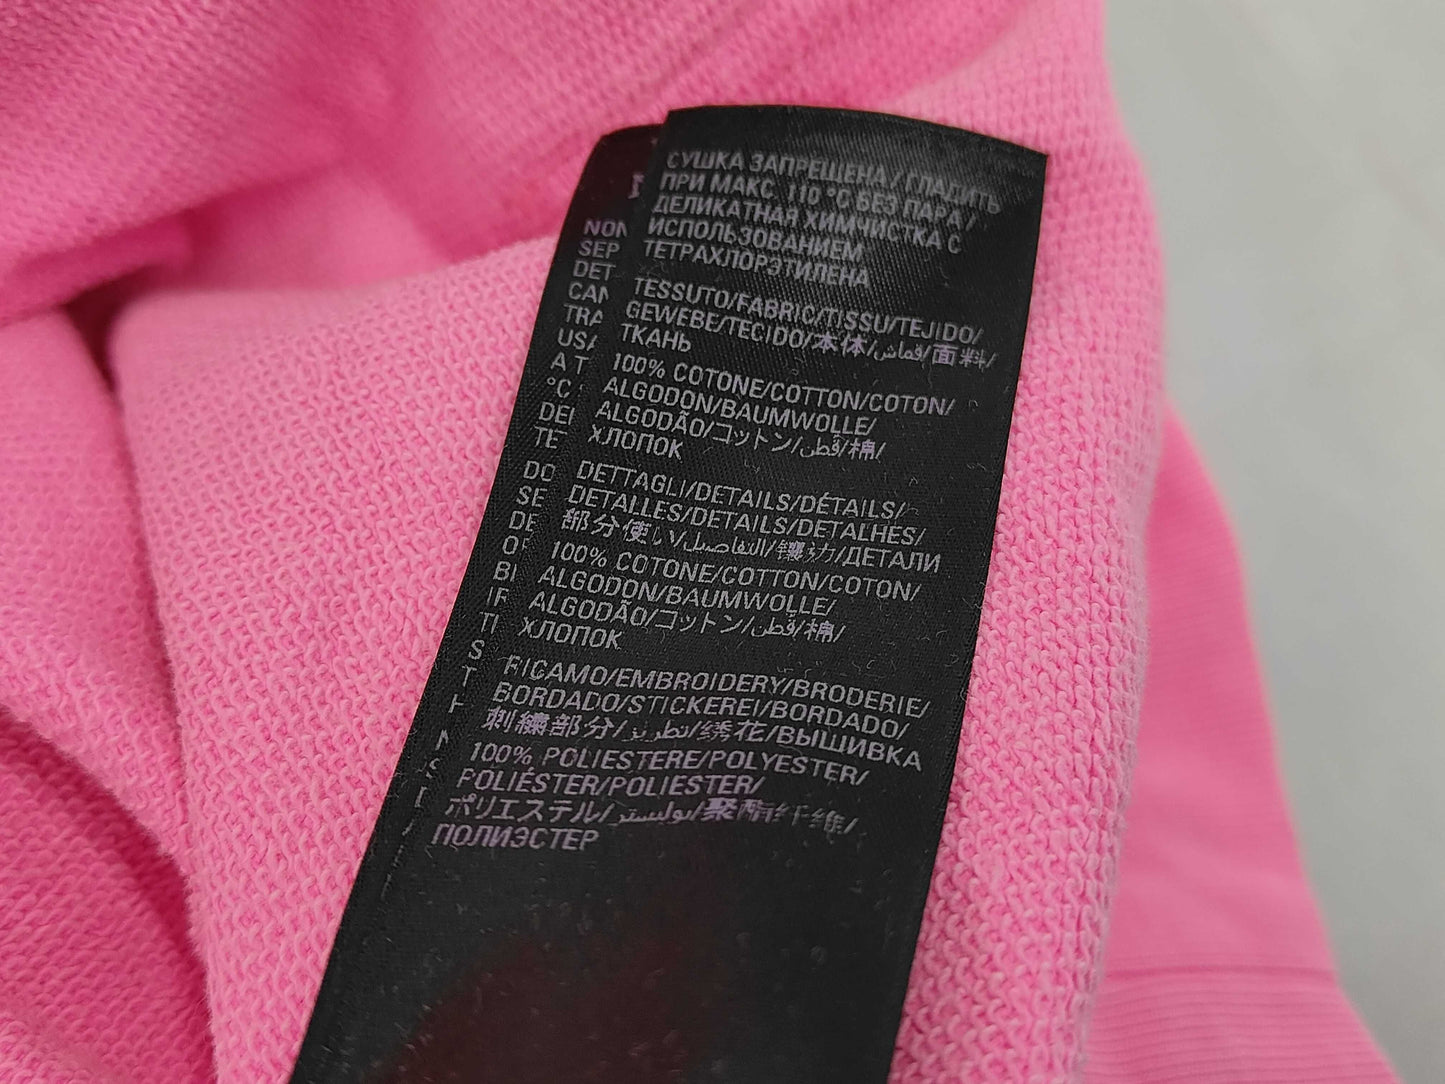 СУШКА ЗАПРЕЩЕНА / ГЛАДИТЬ
ПРИ МАКС. 110 °C БЕЗ ПАРА /
ДЕЛИКАТНАЯ ХИМЧИСТКА С
ИСПОЛЬЗОВАНИЕМ
ТЕТРАХЛОРЭТИЛЕНА
TESSUTO/FABRIC/TISSU/TEJIDO/
GEWEBE/TECIDO/本体/قماش/面料/
ТКАНЬ
100% COTONE/COTTON/COTON/
ALGODON/BAUMWOLLE/
ALGODÃO/コットン/قطن/棉/
ХЛОПОК
DETTAGLI/DETAILS/DÉTAILS/
DETALLES/DETAILS/DETALHES/
部分使い/التفاصيل/镶边/ДЕТАЛИ
100% COTONE/COTTON/COTON/
ALGODON/BAUMWOLLE/
ALGODÃO/コットン/قطن/棉/
ХЛОПОК
RICAMO/EMBROIDERY/BRODERIE/
BORDADO/STICKEREI/BORDADO/
刺繍部分/تطريز/绣花/ВЫШИВКА
100% POLIESTERE/POLYESTER/
POLIÉSTER/POLIESTER/
ポリエステル/بوليستر/聚酯纤维/
ПОЛИЭСТЕР